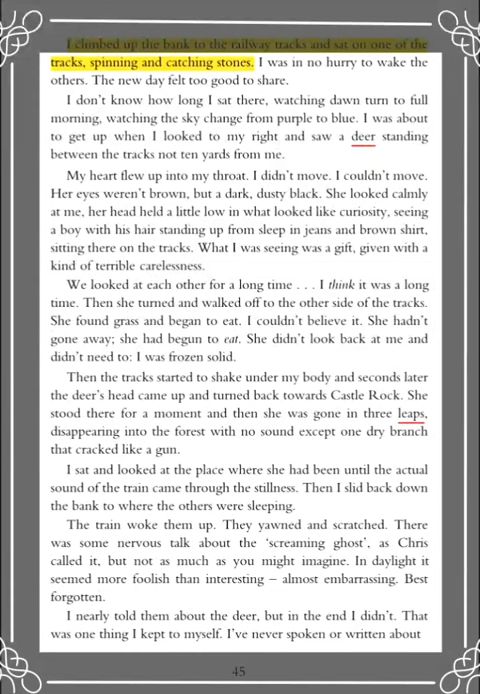 I climbed up the bank to the railway tracks and sat on one of the
tracks, spinning and catching stones. I was in no hurry to wake the
others. The new day felt too good to share.
I don't know how long I sat there, watching dawn turn to full
morning, watching the sky change from purple to blue. I was about
to get up when I looked to my right and saw a deer standing
between the tracks not ten yards from me.
My heart flew up into my throat. I didn't move. I couldn't move.
Her eyes weren't brown, but a dark, dusty black. She looked calmly
at me, her head held a little low in what looked like curiosity, seeing
a boy with his hair standing up from sleep in jeans and brown shirt,
sitting there on the tracks. What I was seeing was a gift, given with a
kind of terrible carelessness.
We looked at each other for a long time . . . I think it was a long
time. Then she turned and walked off to the other side of the tracks.
She found grass and began to eat. I couldn't believe it. She hadn't
gone away; she had begun to eat. She didn't look back at me and
didn't need to: I was frozen solid.
Then the tracks started to shake under my body and seconds later
the deer's head came up and turned back towards Castle Rock. She
stood there for a moment and then she was gone in three leaps,
disappearing into the forest with no sound except one dry branch
that cracked like a gun.
I sat and looked at the place where she had been until the actual
sound of the train came through the stillness. Then I slid back down
the bank to where the others were sleeping.
The train woke them up. They yawned and scratched. There
was some nervous talk about the 'screaming ghost', as Chris
called it, but not as much as you might imagine. In daylight it
seemed more foolish than interesting – almost embarrassing. Best
forgotten.
I nearly told them about the deer, but in the end I didn't. That
was one thing I kept to myself. I've never spoken or written about
45